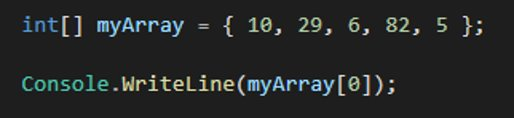 int[] myArray = { 10, 29, 6, 82, 5 };
Console.WriteLine(myArray[0]);